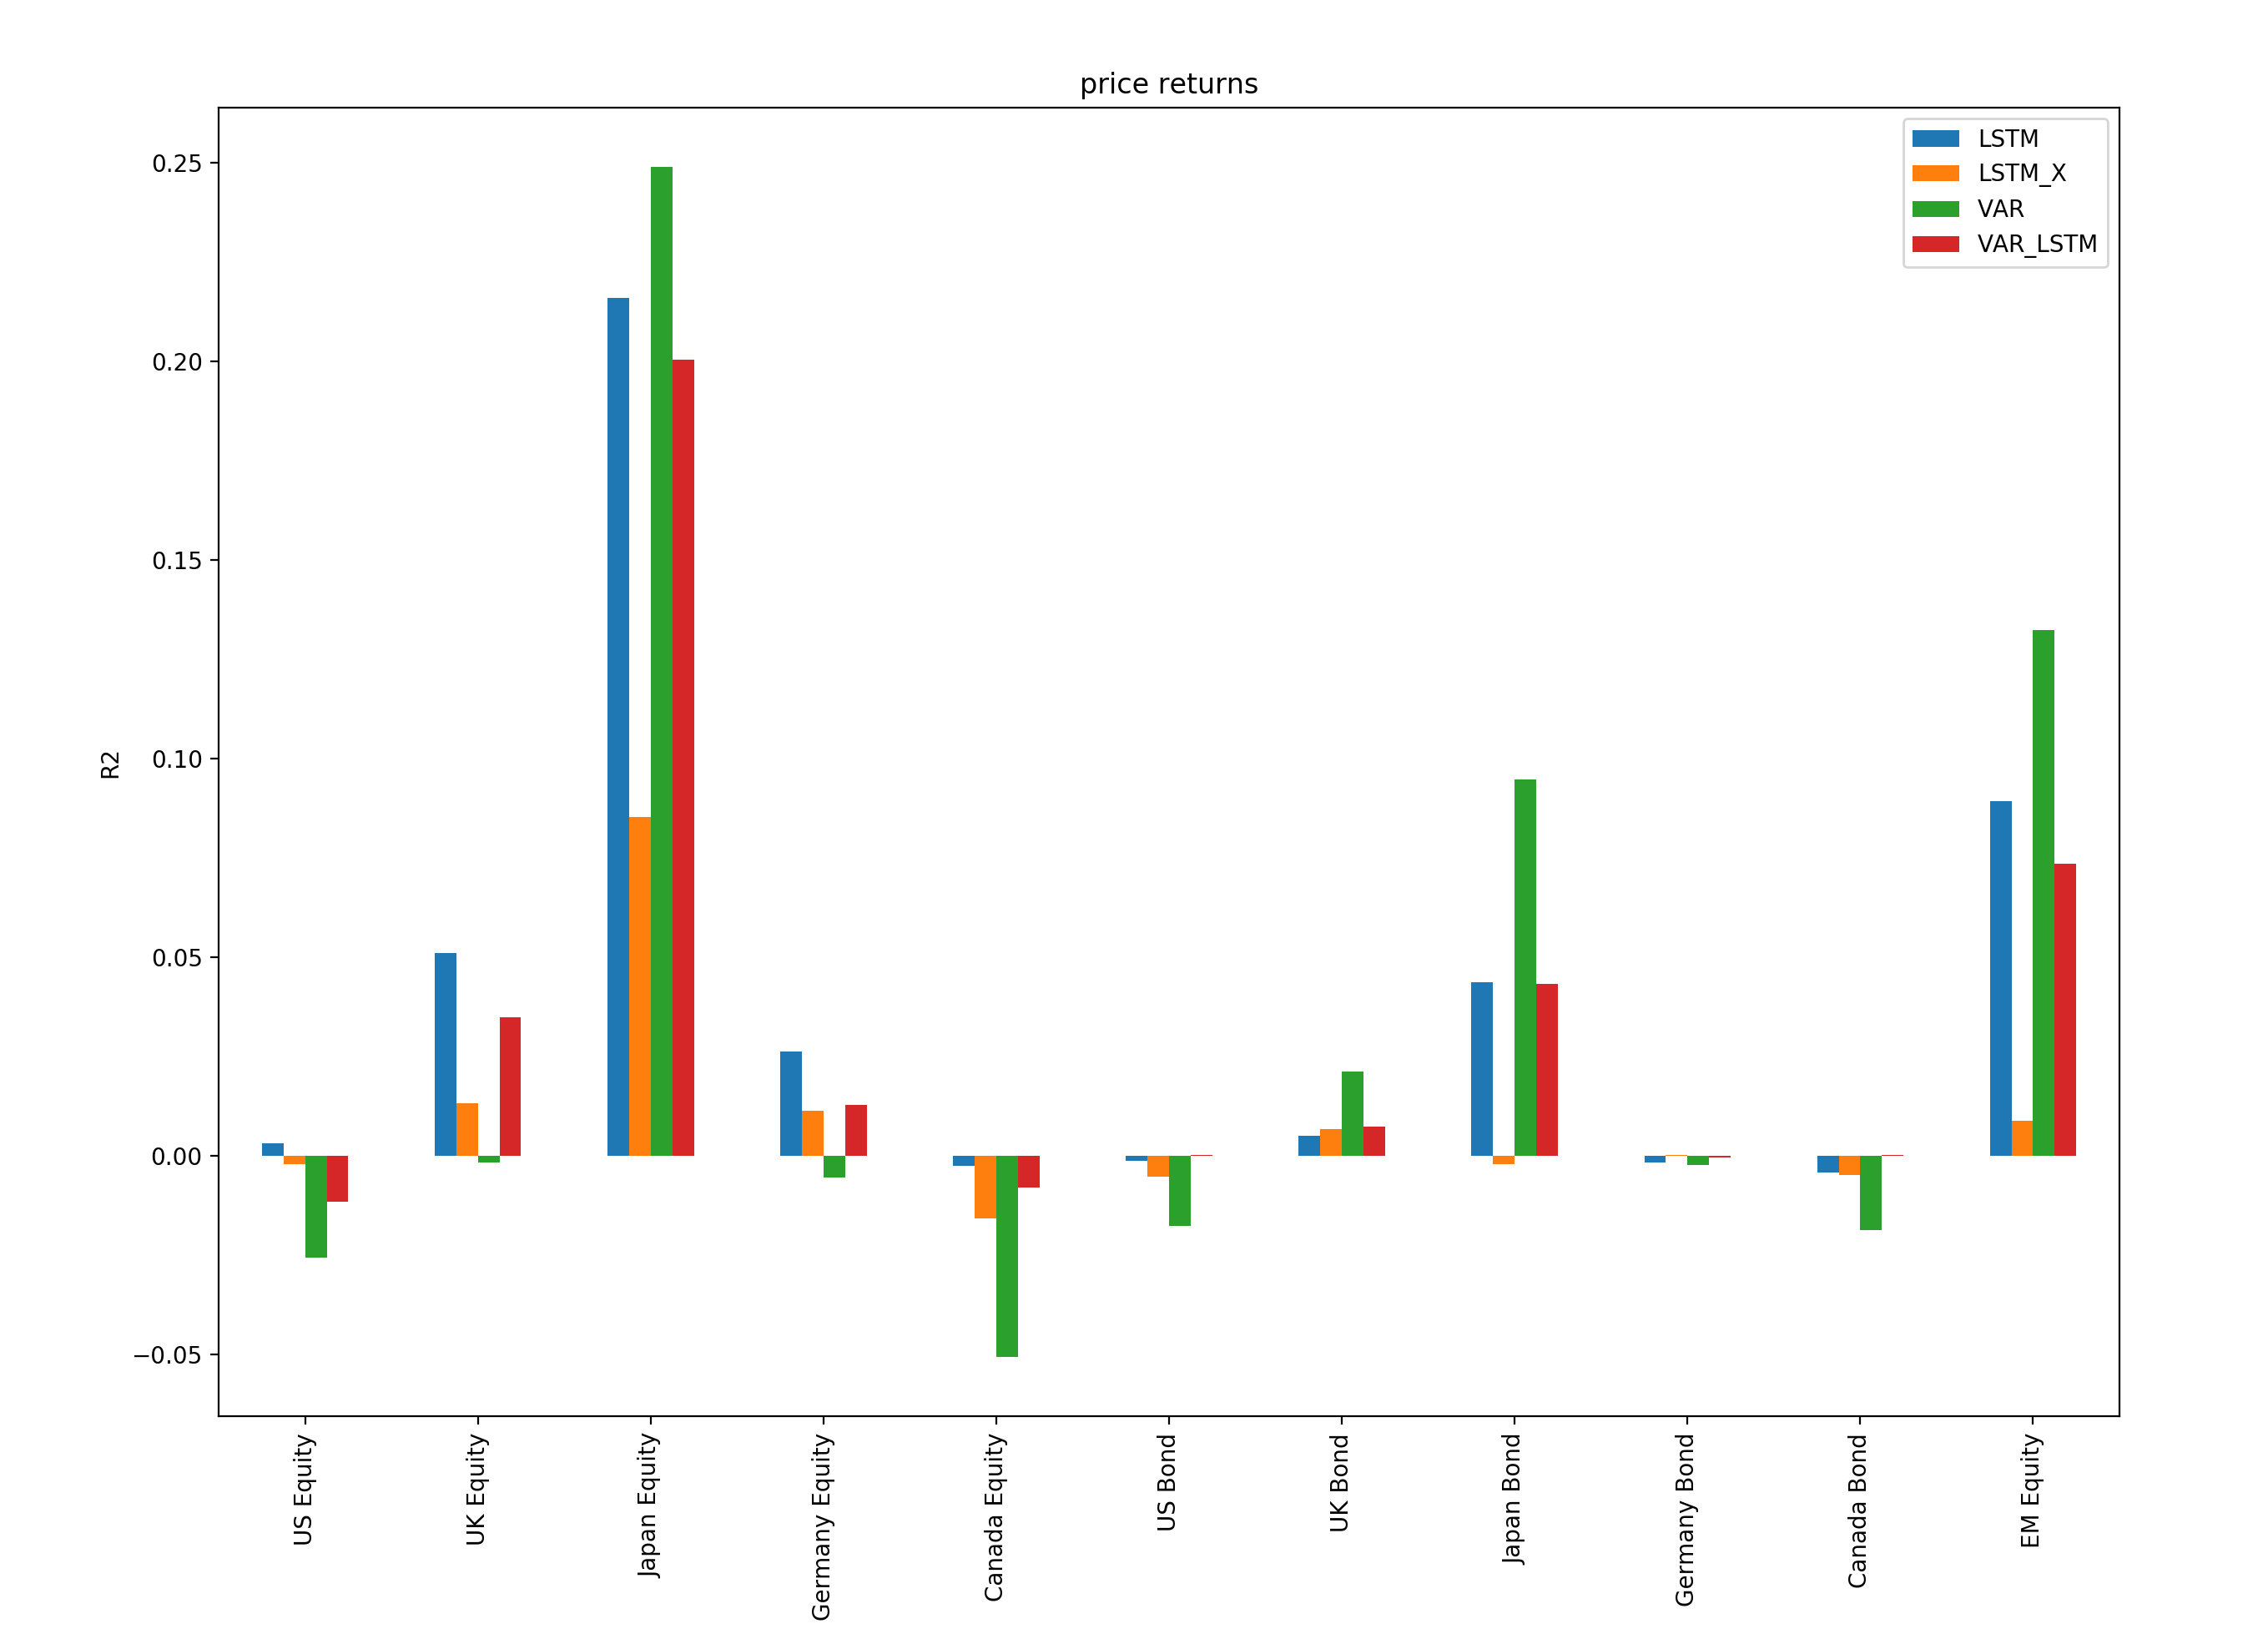 price returns
LSTM
LSTM_X
VAR
VAR_LSTM
R2
0.25
0.20
0.15
0.10
0.05
0.00
−0.05
US Equity
UK Equity
Japan Equity
Germany Equity
Canada Equity
US Bond
UK Bond
Japan Bond
Germany Bond
Canada Bond
EM Equity